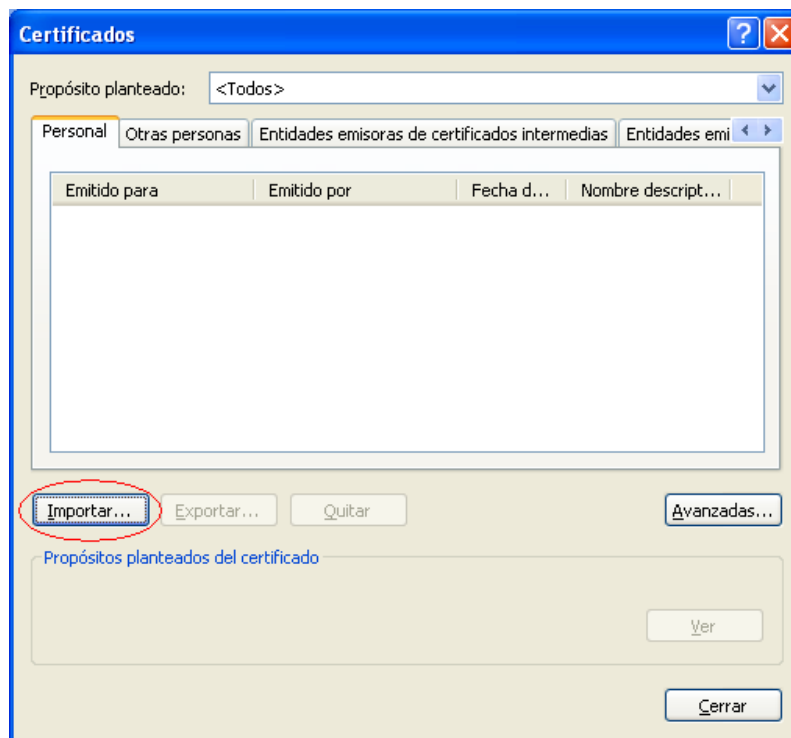 Certificados
Propósito planteado: <Todos>
Personal Otras personas Entidades emisoras de certificados intermedias Entidades emi
Emitido para Emitido por Fecha d... Nombre descript...
Importar... Exportar... Quitar Avanzadas...
Propósitos planteados del certificado
Ver
Cerrar